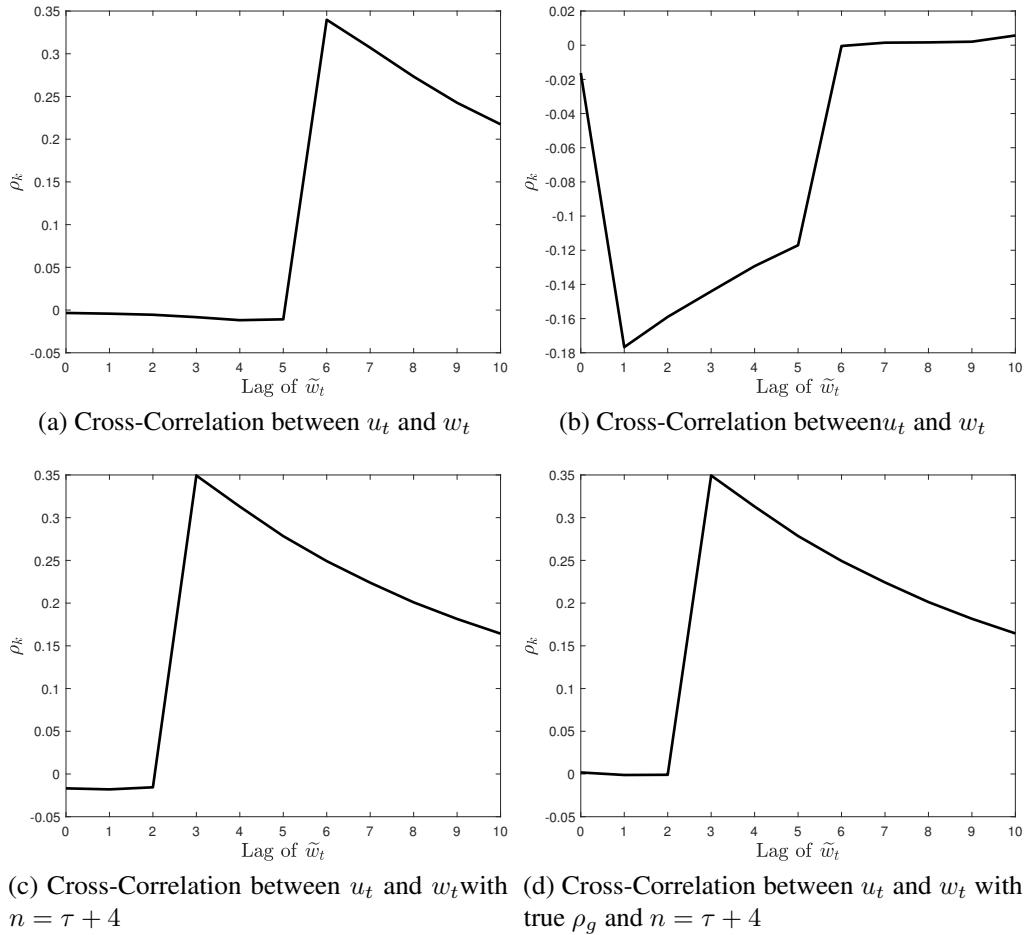 0.35
0.3
0.25
0.2
0.15
0.1
0.05
0
-0.05
ρ_k
0 1 2 3 4 5 6 7 8 9 10
Lag of w̃_t
(a) Cross-Correlation between u_t and w_t
0.02
0
-0.02
-0.04
-0.06
-0.08
-0.1
-0.12
-0.14
-0.16
-0.18
ρ_k
0 1 2 3 4 5 6 7 8 9 10
Lag of w̃_t
(b) Cross-Correlation betweenu_t and w_t
0.35
0.3
0.25
0.2
0.15
0.1
0.05
0
-0.05
ρ_k
0 1 2 3 4 5 6 7 8 9 10
Lag of w̃_t
(c) Cross-Correlation between u_t and w_twith
n = τ + 4
0.35
0.3
0.25
0.2
0.15
0.1
0.05
0
-0.05
ρ_k
0 1 2 3 4 5 6 7 8 9 10
Lag of w̃_t
(d) Cross-Correlation between u_t and w_t with
true ρ_g and n = τ + 4